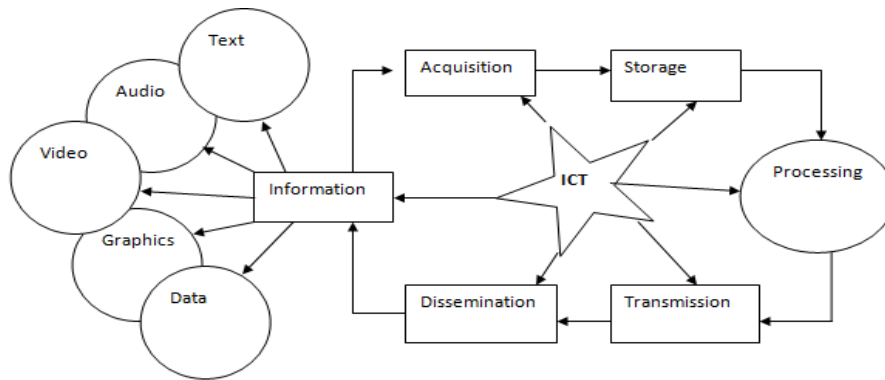 Text
Audio
Video
Graphics
Data
Information
Acquisition
Storage
ICT
Processing
Dissemination
Transmission